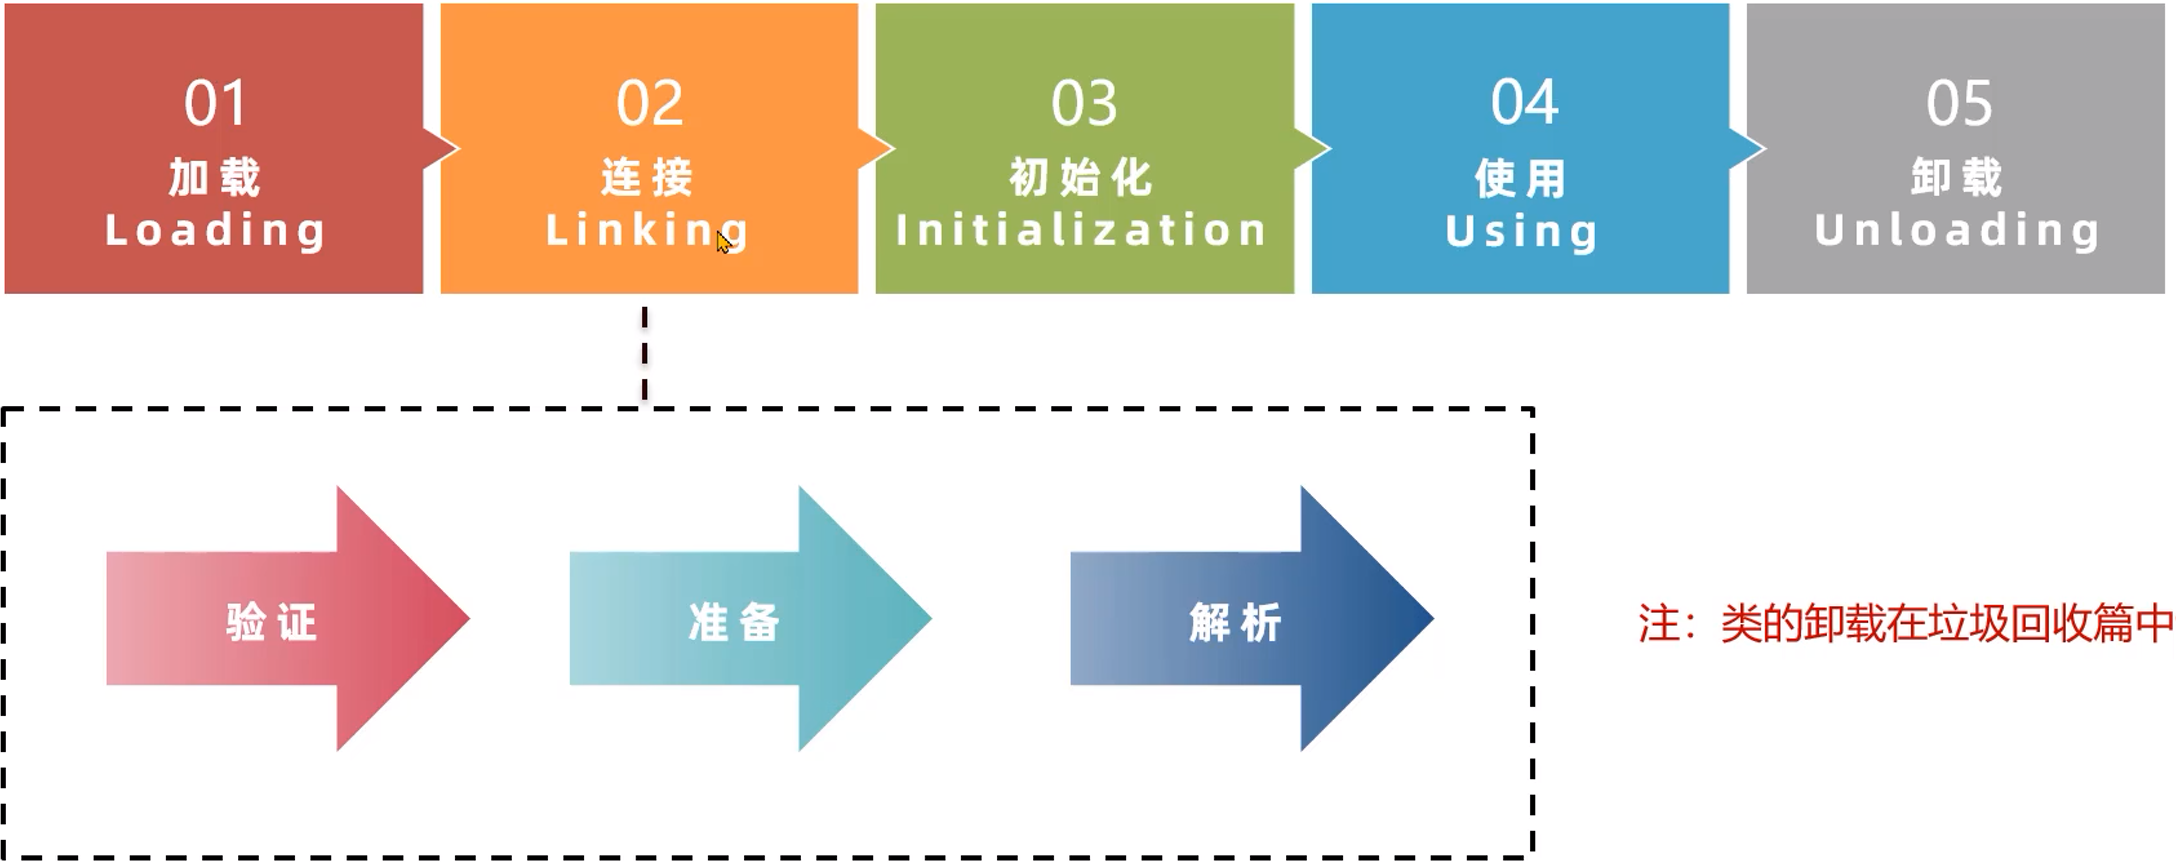 01
加载
Loading
02
连接
Linking
03
初始化
Initialization
04
使用
Using
05
卸载
Unloading
验证
准备
解析
注：类的卸载在垃圾回收篇中